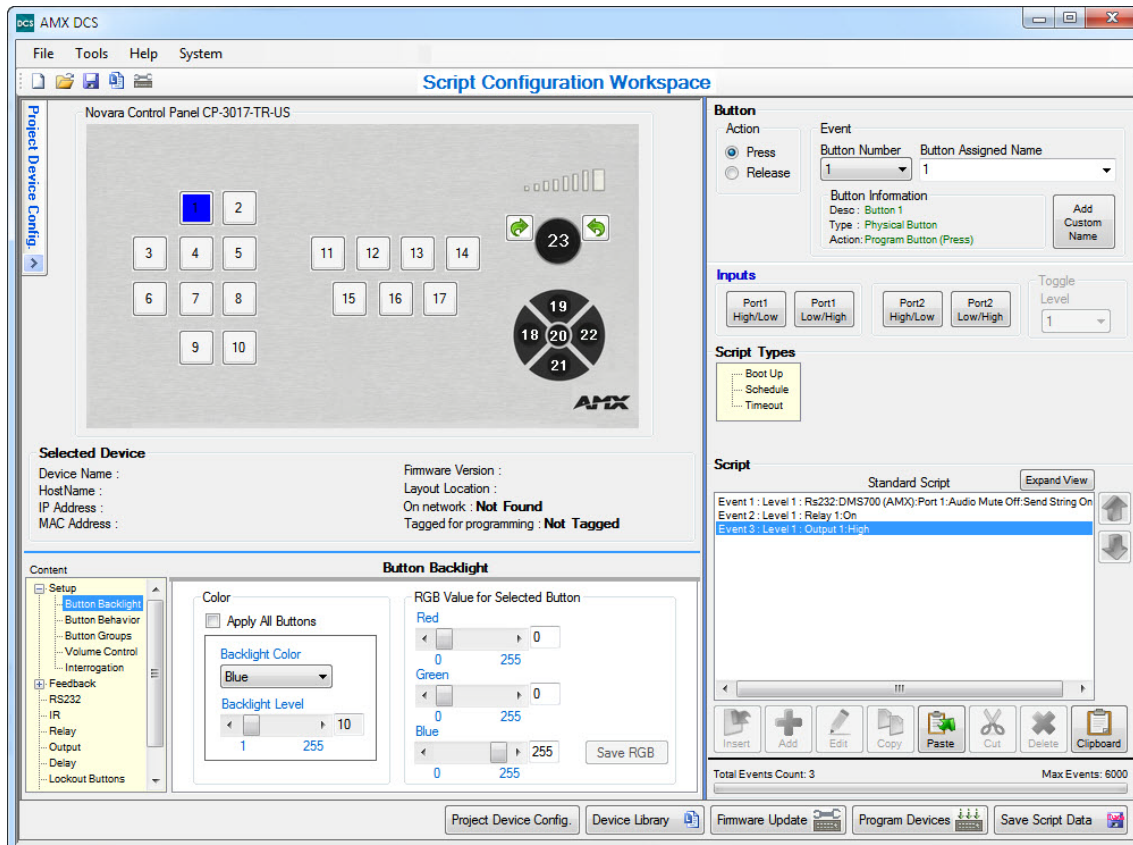 DCS AMX DCS
File Tools Help System
Script Configuration Workspace
Project Device Config.
Novara Control Panel CP-3017-TR-US
1 2
3 4 5 11 12 13 14 23
6 7 8 15 16 17
9 10
19
18 20 22
21
AMX
Selected Device
Device Name :
HostName :
IP Address :
MAC Address :
Firmware Version :
Layout Location :
On network : Not Found
Tagged for programming : Not Tagged
Content
Setup
Button Backlight
Button Behavior
Button Groups
Volume Control
Interrogation
Feedback
RS232
IR
Relay
Output
Delay
Lockout Buttons
Button Backlight
Color
Apply All Buttons
Backlight Color
Blue
Backlight Level
10
1 255
RGB Value for Selected Button
Red
0
0 255
Green
0
0 255
Blue
255
0 255
Save RGB
Button
Action
Press
Release
Event
Button Number Button Assigned Name
1 1
Button Information
Desc : Button 1
Type : Physical Button
Action: Program Button (Press)
Add
Custom
Name
Inputs
Port1
High/Low
Port1
Low/High
Port2
High/Low
Port2
Low/High
Toggle
Level
1
Script Types
Boot Up
Schedule
Timeout
Script
Standard Script
Expand View
Event 1 : Level 1 : Rs232:DMS700 (AMX):Port 1:Audio Mute Off:Send String On
Event 2 : Level 1 : Relay 1:On
Event 3 : Level 1 : Output 1:High
Insert Add Edit Copy Paste Cut Delete Clipboard
Total Events Count: 3 Max Events: 6000
Project Device Config. Device Library Firmware Update Program Devices Save Script Data